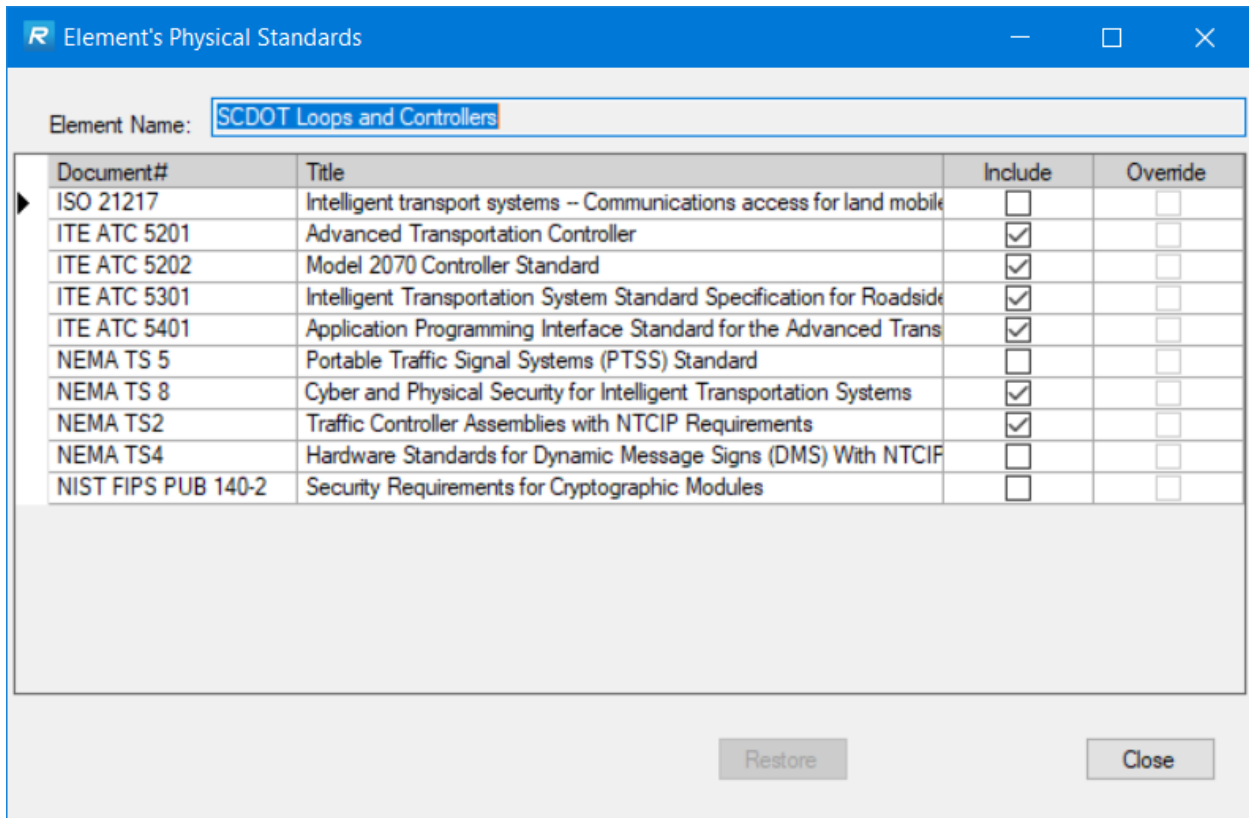 R Element's Physical Standards
Element Name: SCDOT Loops and Controllers
Document# Title Include Override
ISO 21217 Intelligent transport systems -- Communications access for land mobile
ITE ATC 5201 Advanced Transportation Controller
ITE ATC 5202 Model 2070 Controller Standard
ITE ATC 5301 Intelligent Transportation System Standard Specification for Roadside
ITE ATC 5401 Application Programming Interface Standard for the Advanced Trans
NEMA TS 5 Portable Traffic Signal Systems (PTSS) Standard
NEMA TS 8 Cyber and Physical Security for Intelligent Transportation Systems
NEMA TS2 Traffic Controller Assemblies with NTCIP Requirements
NEMA TS4 Hardware Standards for Dynamic Message Signs (DMS) With NTCIP
NIST FIPS PUB 140-2 Security Requirements for Cryptographic Modules
Restore Close